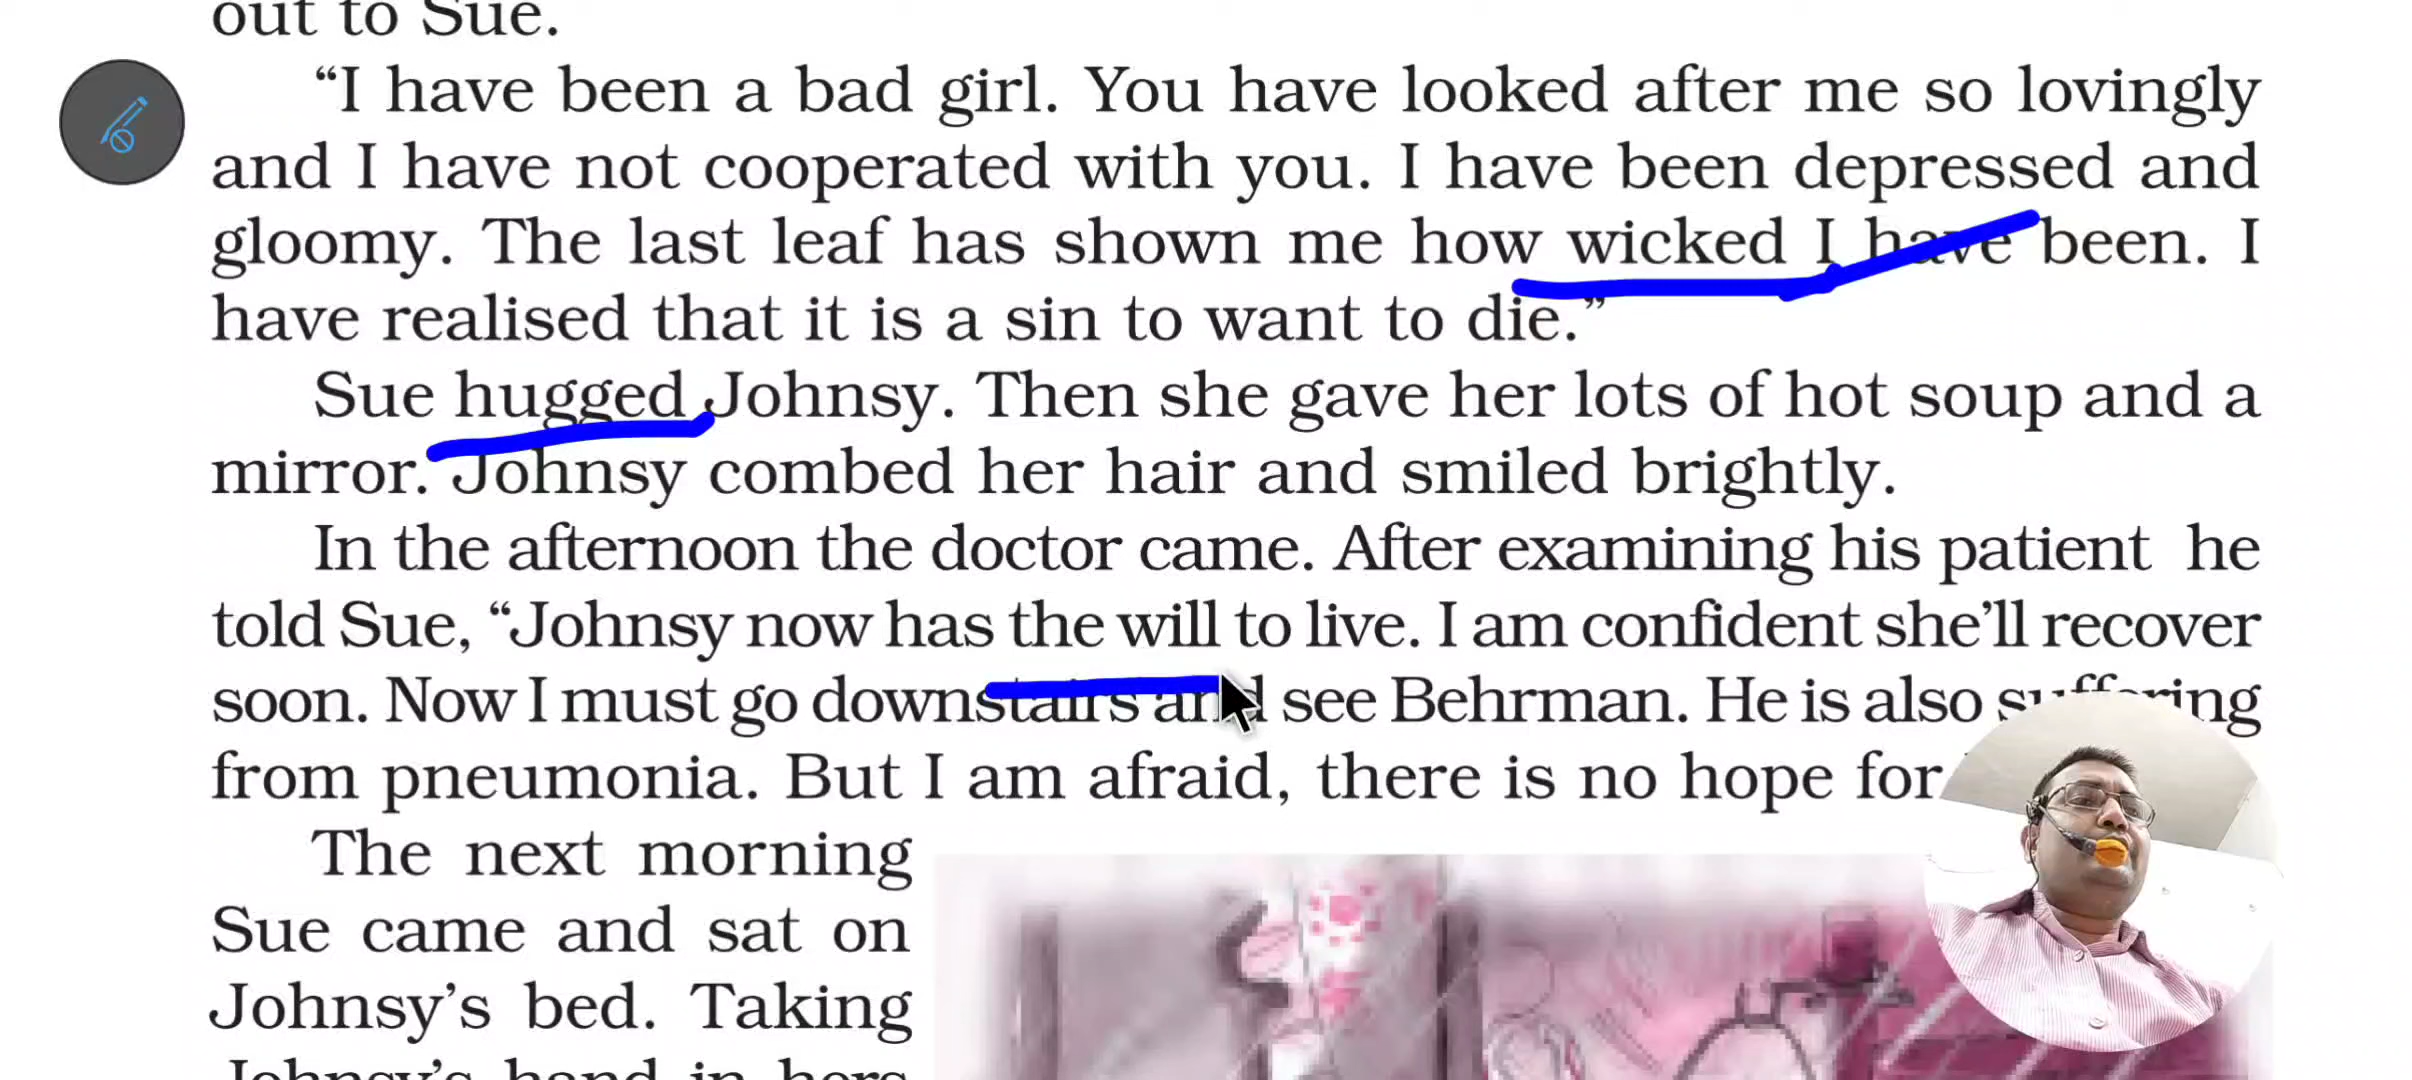 out to Sue.
“I have been a bad girl. You have looked after me so lovingly
and I have not cooperated with you. I have been depressed and
gloomy. The last leaf has shown me how wicked I have been. I
have realised that it is a sin to want to die.”
Sue hugged Johnsy. Then she gave her lots of hot soup and a
mirror. Johnsy combed her hair and smiled brightly.
In the afternoon the doctor came. After examining his patient he
told Sue, “Johnsy now has the will to live. I am confident she’ll recover
soon. Now I must go downstairs and see Behrman. He is also suffering
from pneumonia. But I am afraid, there is no hope for
The next morning
Sue came and sat on
Johnsy’s bed. Taking
Johnsy’s hand in hers